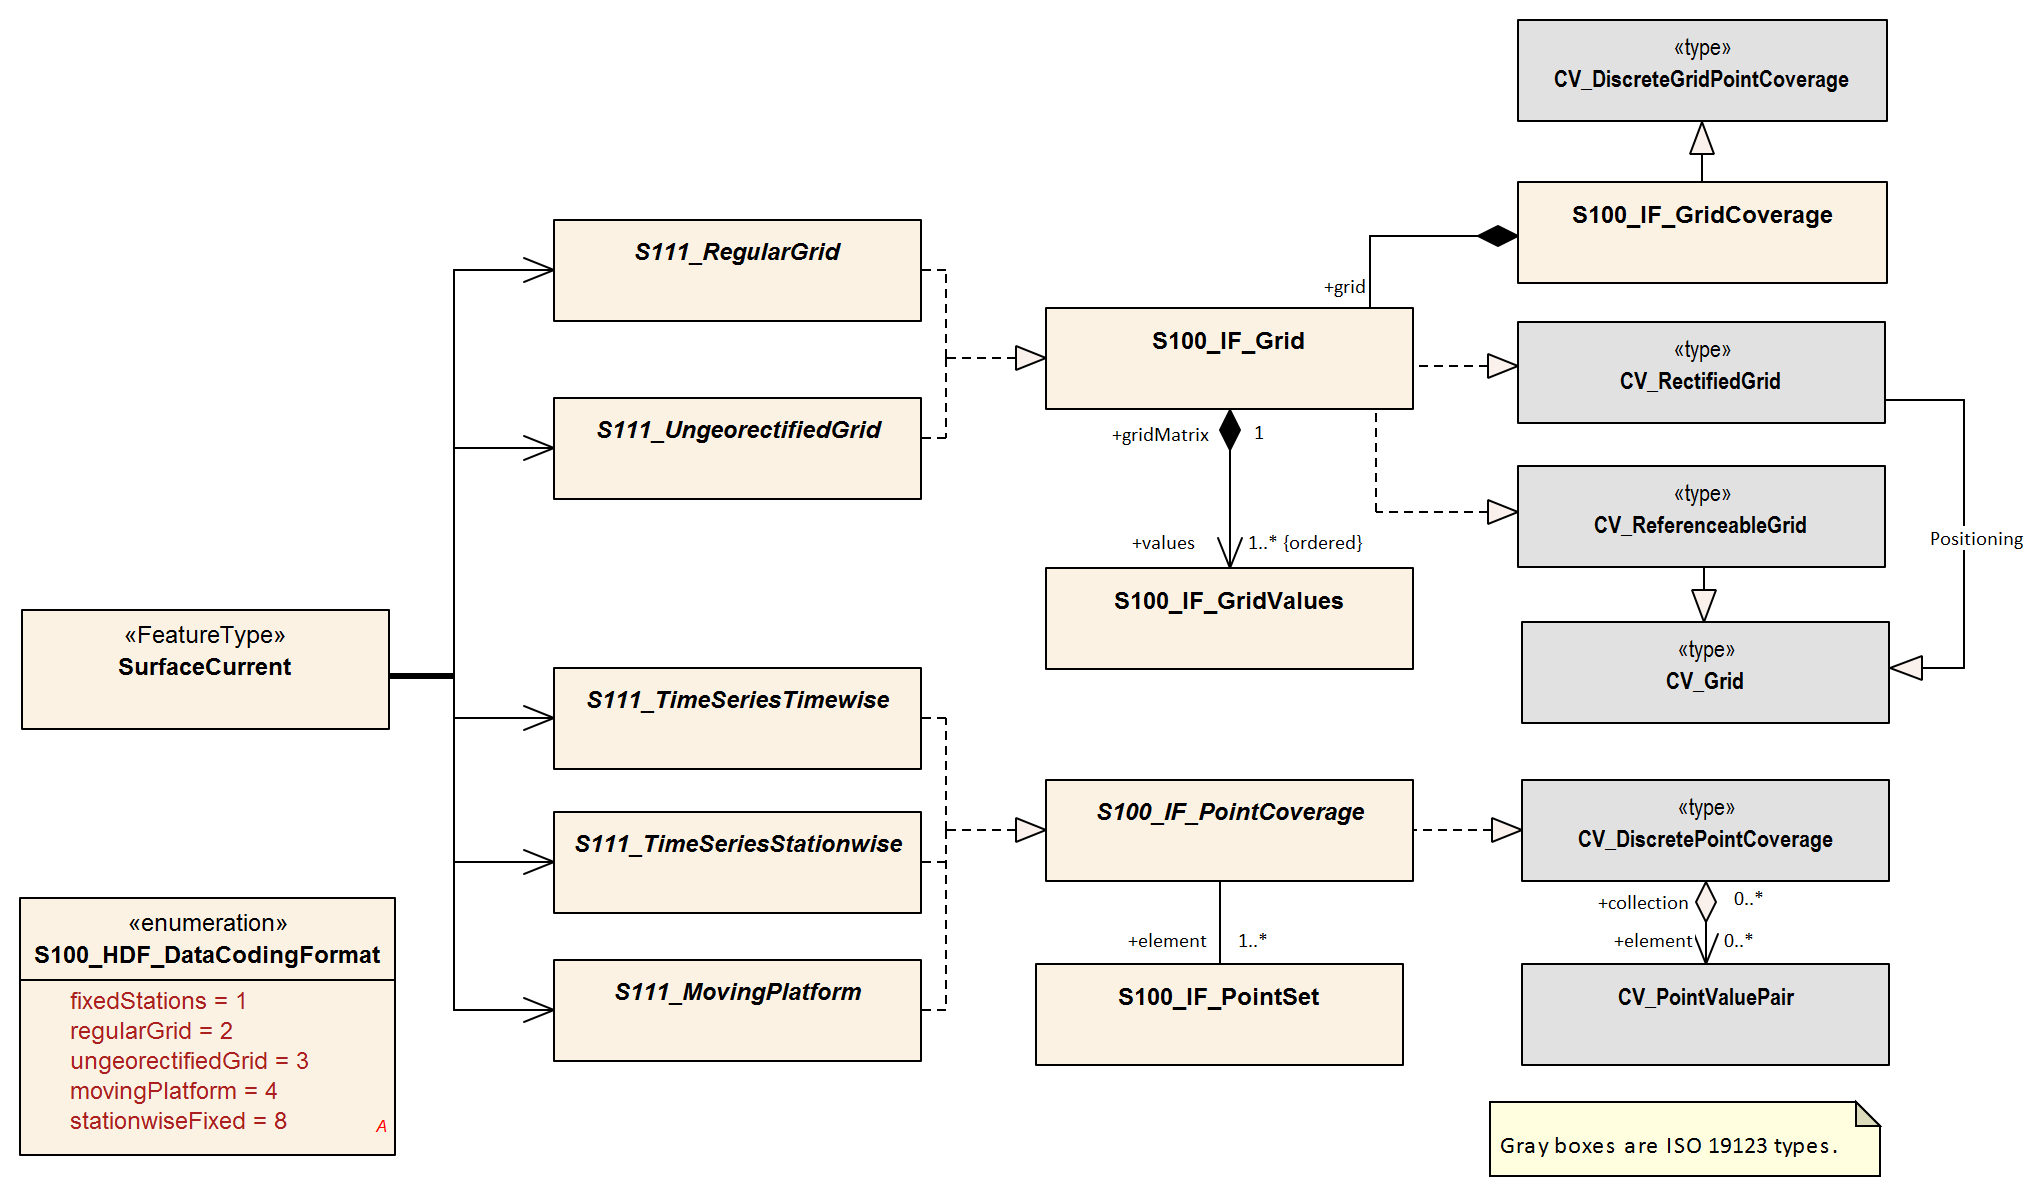 «type»
CV_DiscreteGridPointCoverage
S100_IF_GridCoverage
S111_RegularGrid
+grid
S100_IF_Grid
«type»
CV_RectifiedGrid
S111_UngeorectifiedGrid
+gridMatrix
1
«type»
CV_ReferenceableGrid
Positioning
+values
1..* {ordered}
S100_IF_GridValues
«FeatureType»
SurfaceCurrent
«type»
CV_Grid
S111_TimeSeriesTimewise
S100_IF_PointCoverage
«type»
CV_DiscretePointCoverage
S111_TimeSeriesStationwise
+collection
0..*
+element
1..*
+element
0..*
S111_MovingPlatform
S100_IF_PointSet
CV_PointValuePair
«enumeration»
S100_HDF_DataCodingFormat
fixedStations = 1
regularGrid = 2
ungeorectifiedGrid = 3
movingPlatform = 4
stationwiseFixed = 8
A
Gray boxes are ISO 19123 types.